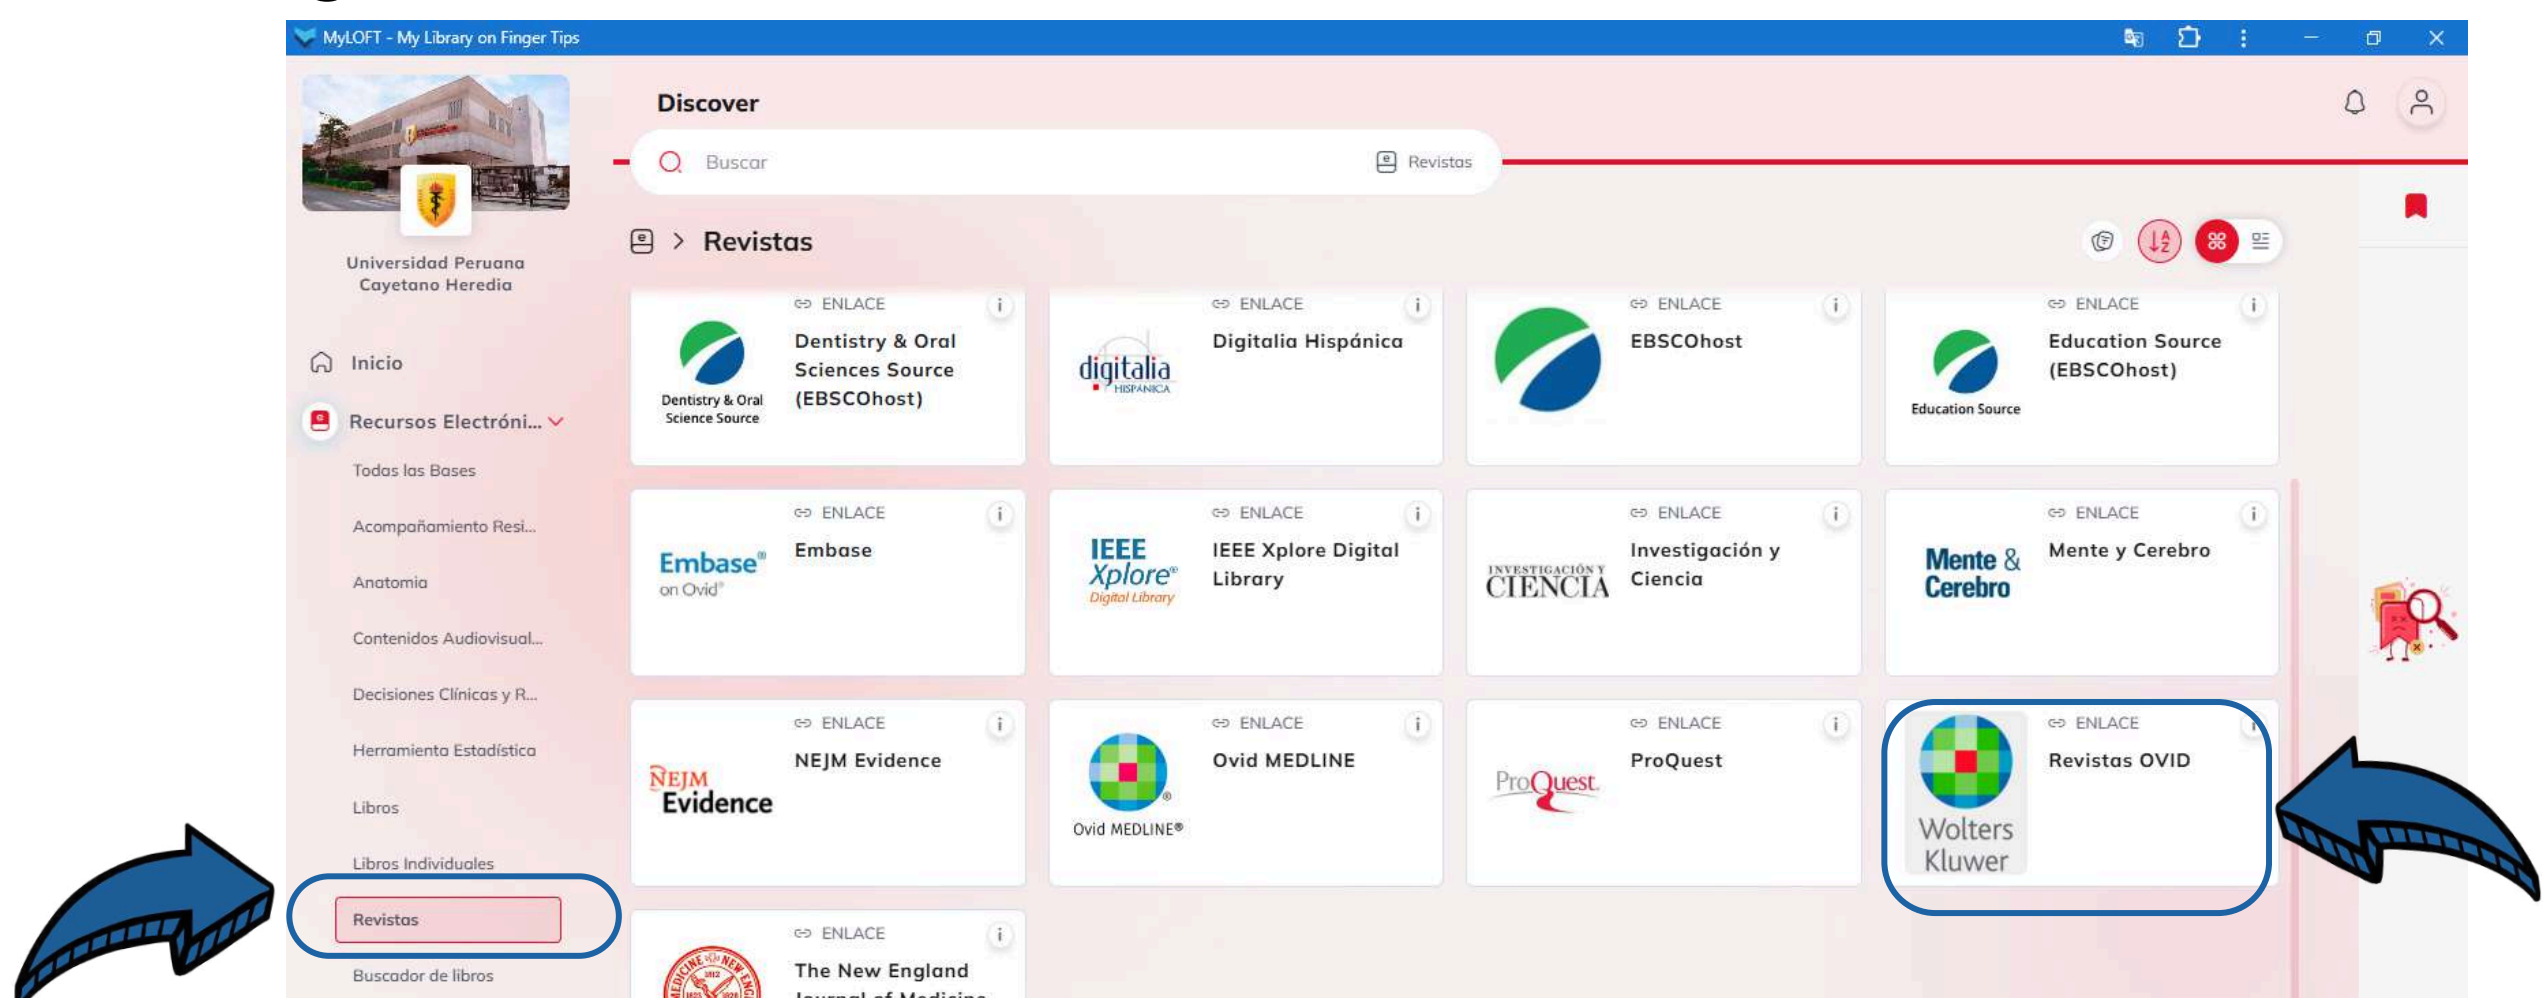 MyLOFT - My Library on Finger Tips
Discover
Buscar
Revistas
Universidad Peruana
Cayetano Heredia
Inicio
Recursos Electróni...
Todas las Bases
Acompañamiento Resi...
Anatomia
Contenidos Audiovisual...
Decisiones Clínicas y R...
Herramienta Estadística
Libros
Libros Individuales
Revistas
Buscador de libros
> Revistas
ENLACE
Dentistry & Oral
Sciences Source
(EBSCOhost)
Dentistry & Oral
Science Source
ENLACE
Digitalia Hispánica
digitalia
HISPÁNICA
ENLACE
EBSCOhost
ENLACE
Education Source
(EBSCOhost)
Education Source
ENLACE
Embase
Embase®
on Ovid®
ENLACE
IEEE Xplore Digital
Library
IEEE
Xplore®
Digital Library
ENLACE
Investigación y
Ciencia
INVESTIGACIÓN Y
CIENCIA
ENLACE
Mente y Cerebro
Mente &
Cerebro
ENLACE
NEJM Evidence
NEJM
Evidence
ENLACE
Ovid MEDLINE
Ovid MEDLINE®
ENLACE
ProQuest
ProQuest
ENLACE
Revistas OVID
Wolters
Kluwer
ENLACE
The New England
Journal of Medicine